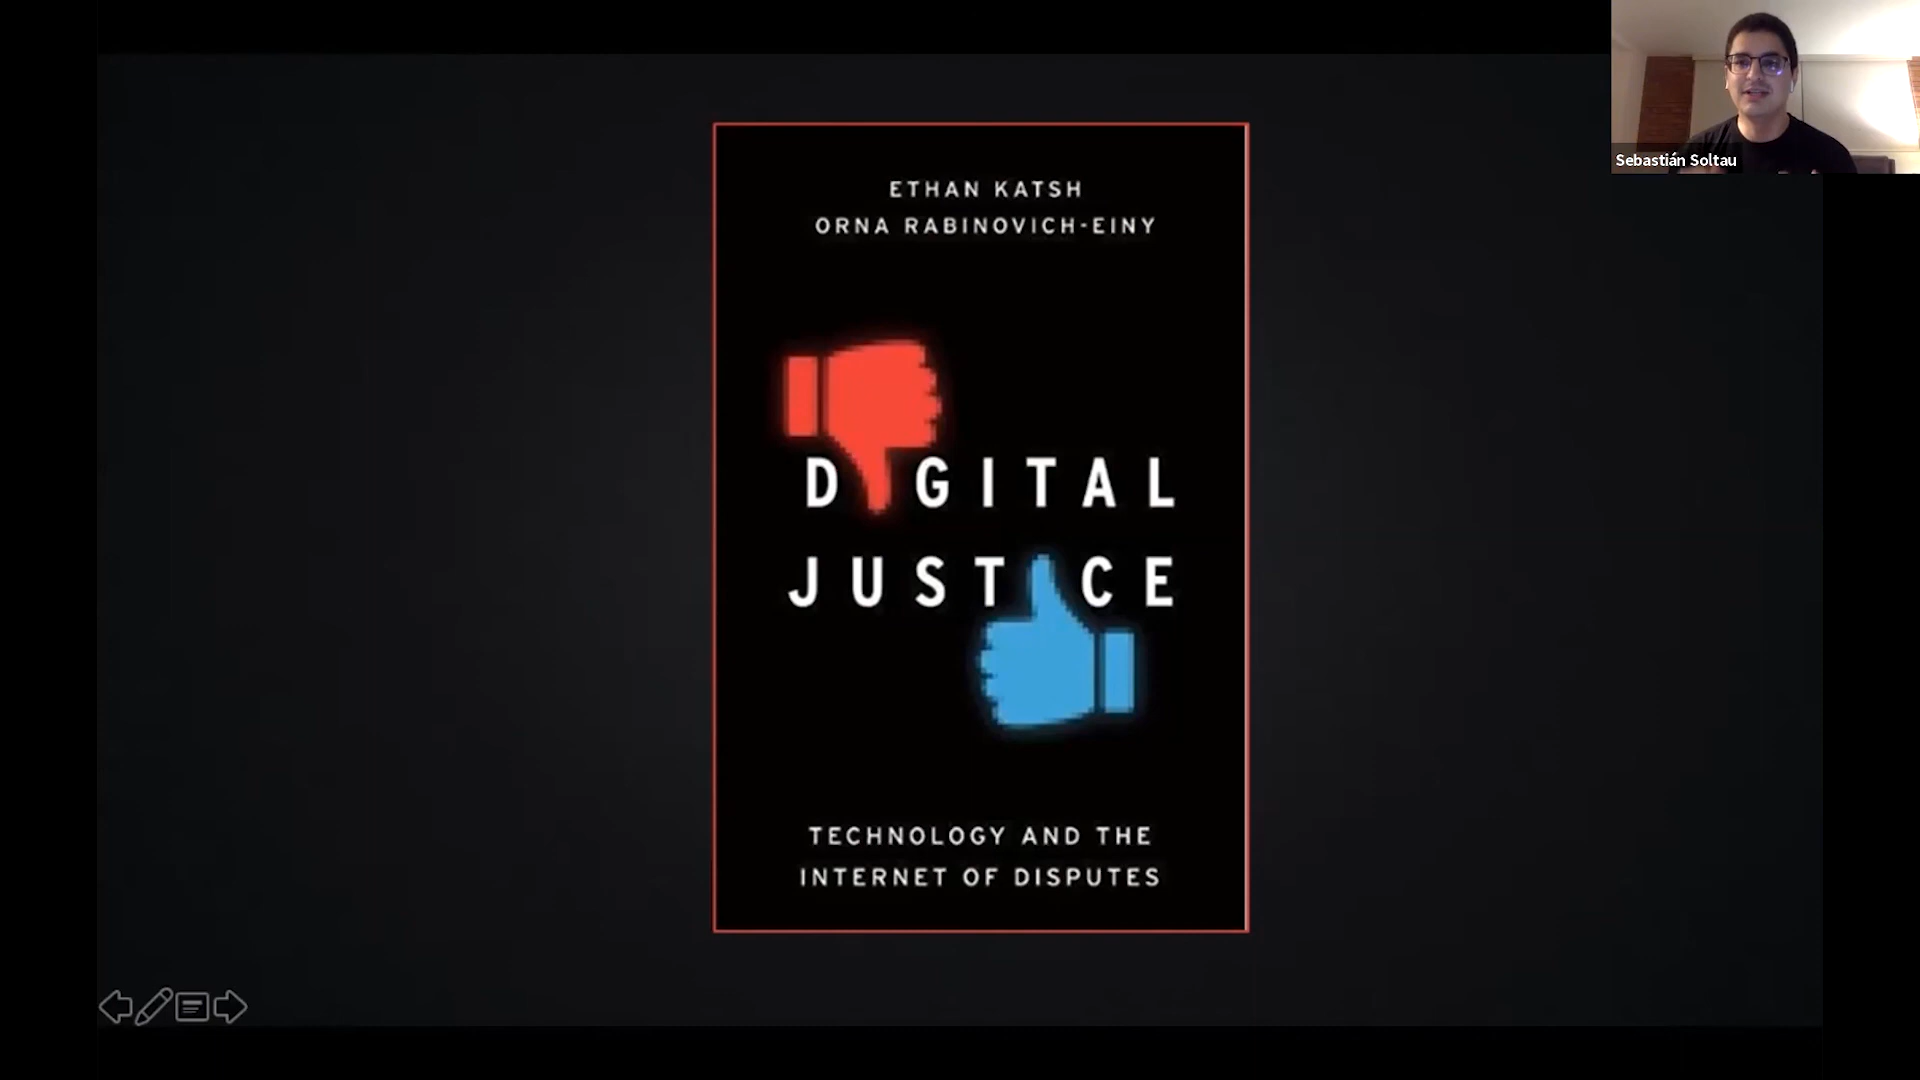 Sebastián Soltau
ETHAN KATSH
ORNA RABINOVICH-EINY
DIGITAL
JUSTICE
TECHNOLOGY AND THE
INTERNET OF DISPUTES